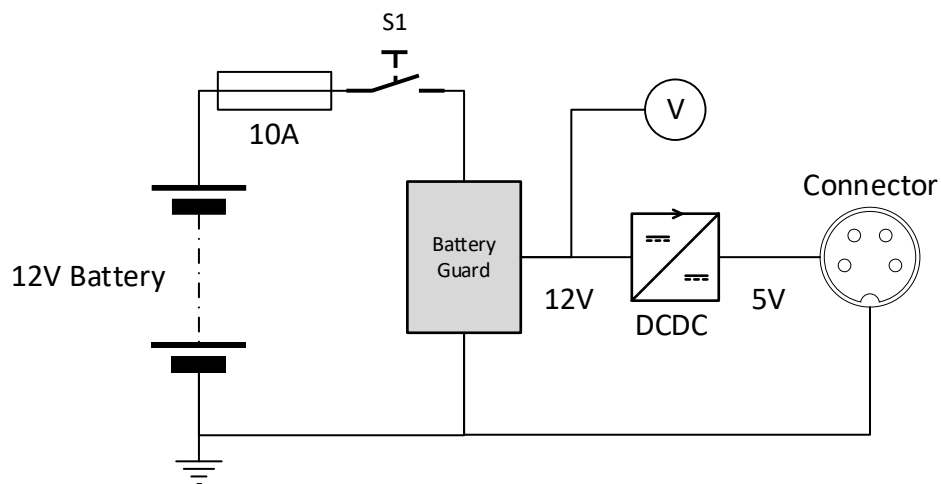 S1
10A
V
Connector
Battery
Guard
12V Battery
12V
5V
DCDC